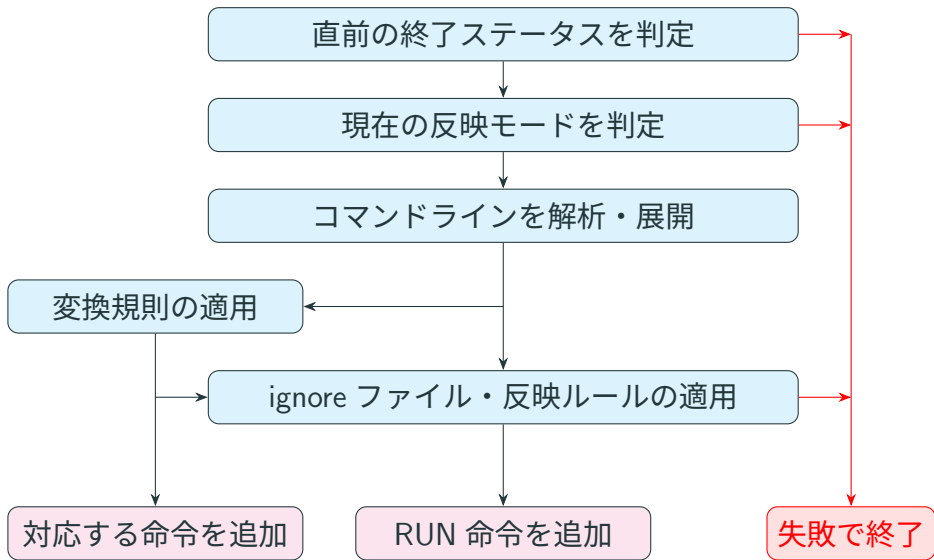 直前の終了ステータスを判定
現在の反映モードを判定
コマンドラインを解析・展開
変換規則の適用
ignore ファイル・反映ルールの適用
対応する命令を追加
RUN 命令を追加
失敗で終了